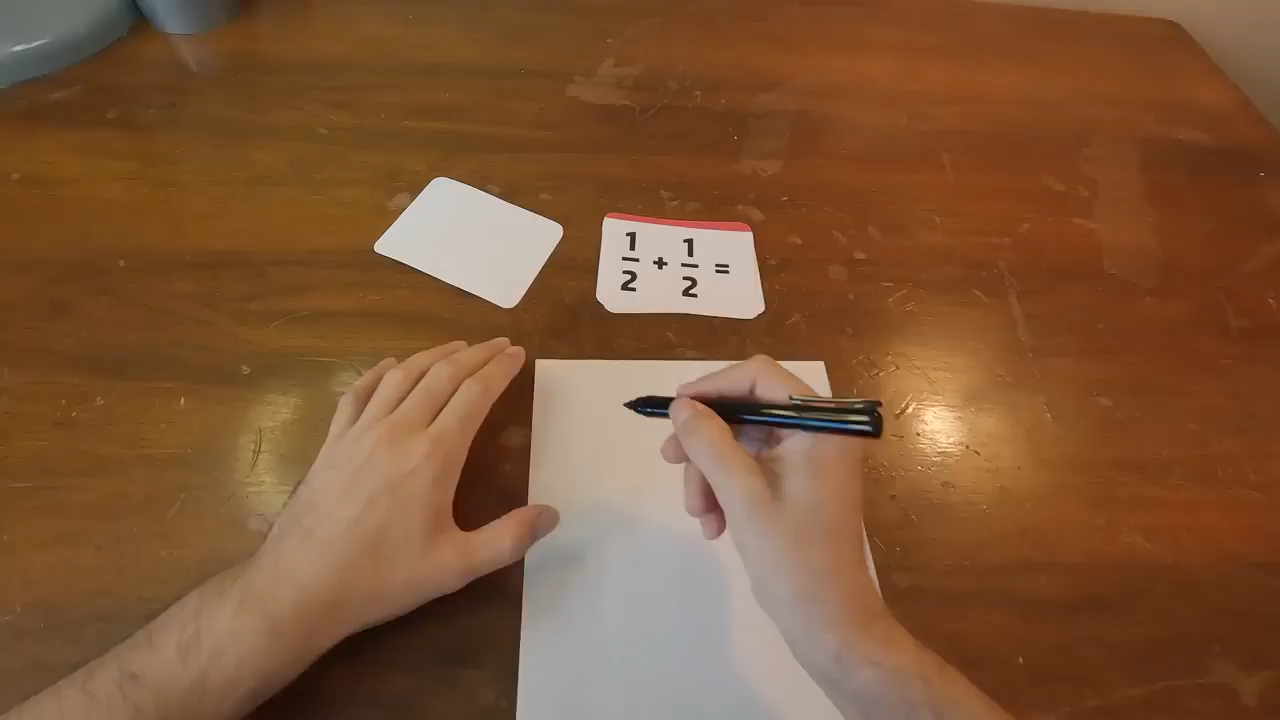 1/2 + 1/2 =